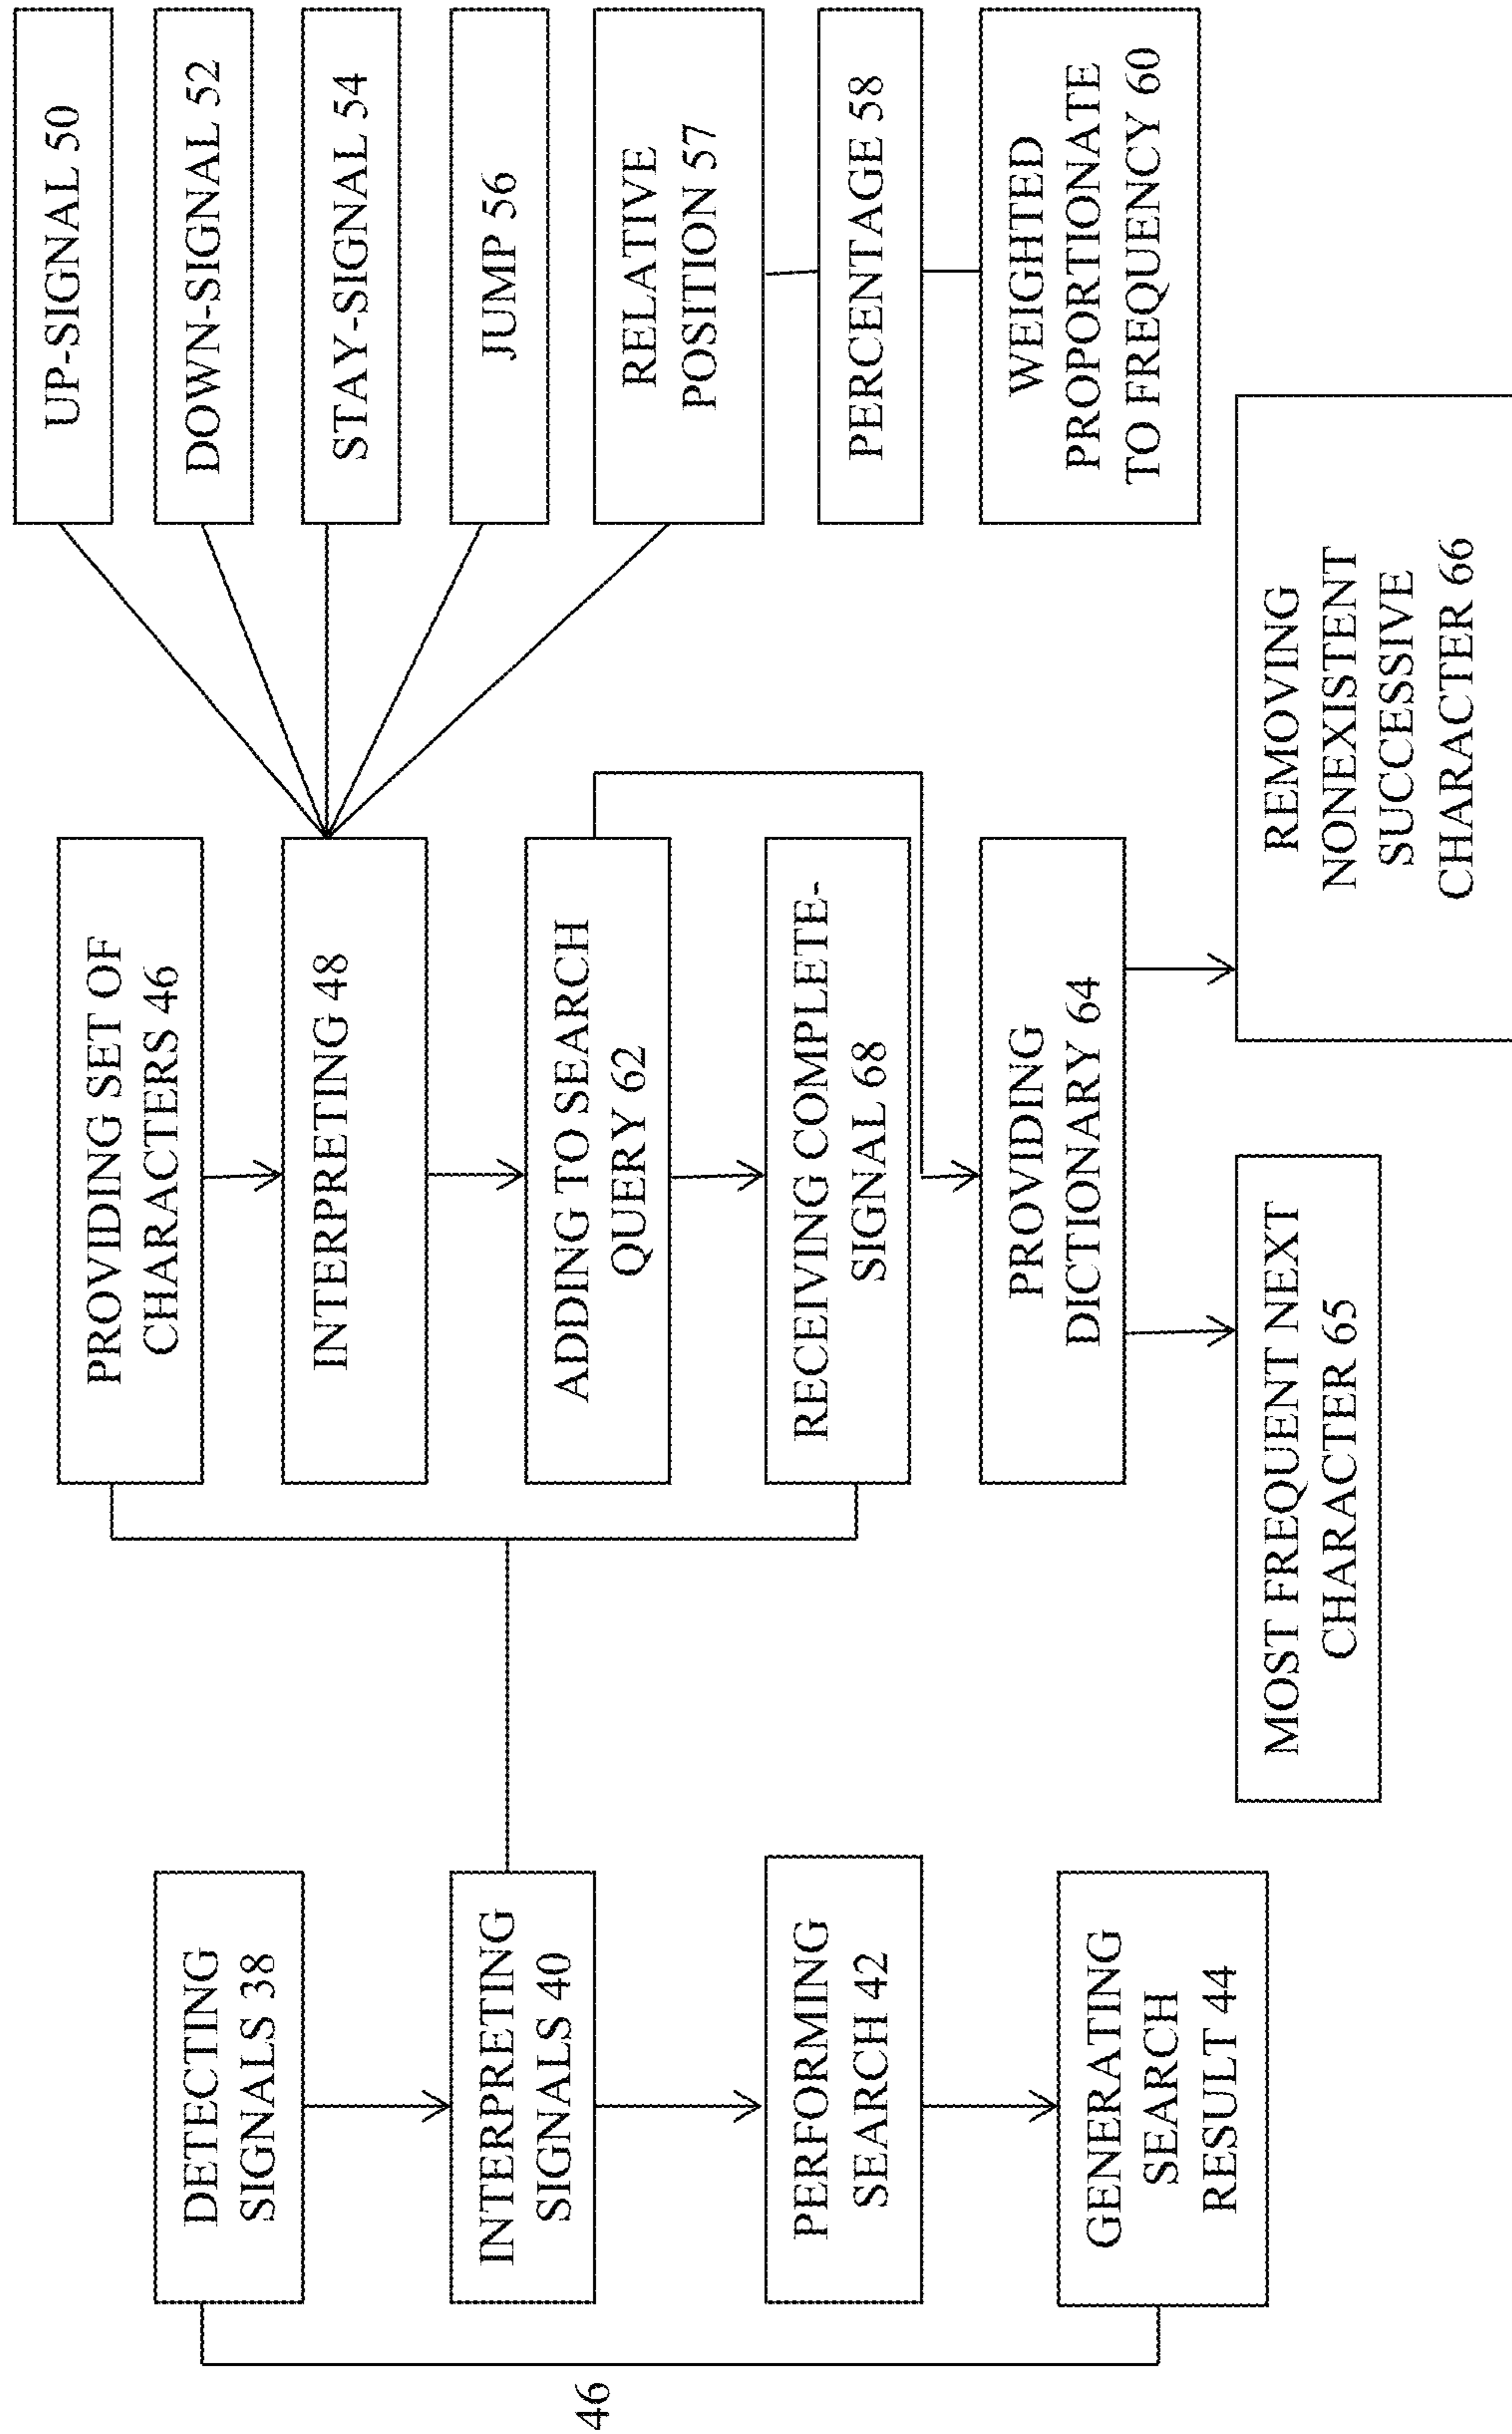 46
DETECTING
SIGNALS 38
INTERPRETING
SIGNALS 40
PERFORMING
SEARCH 42
GENERATING
SEARCH
RESULT 44
PROVIDING SET OF
CHARACTERS 46
INTERPRETING 48
ADDING TO SEARCH
QUERY 62
RECEIVING COMPLETE-
SIGNAL 68
PROVIDING
DICTIONARY 64
MOST FREQUENT NEXT
CHARACTER 65
REMOVING
NONEXISTENT
SUCCESSIVE
CHARACTER 66
UP-SIGNAL 50
DOWN-SIGNAL 52
STAY-SIGNAL 54
JUMP 56
RELATIVE
POSITION 57
PERCENTAGE 58
WEIGHTED
PROPORTIONATE
TO FREQUENCY 60